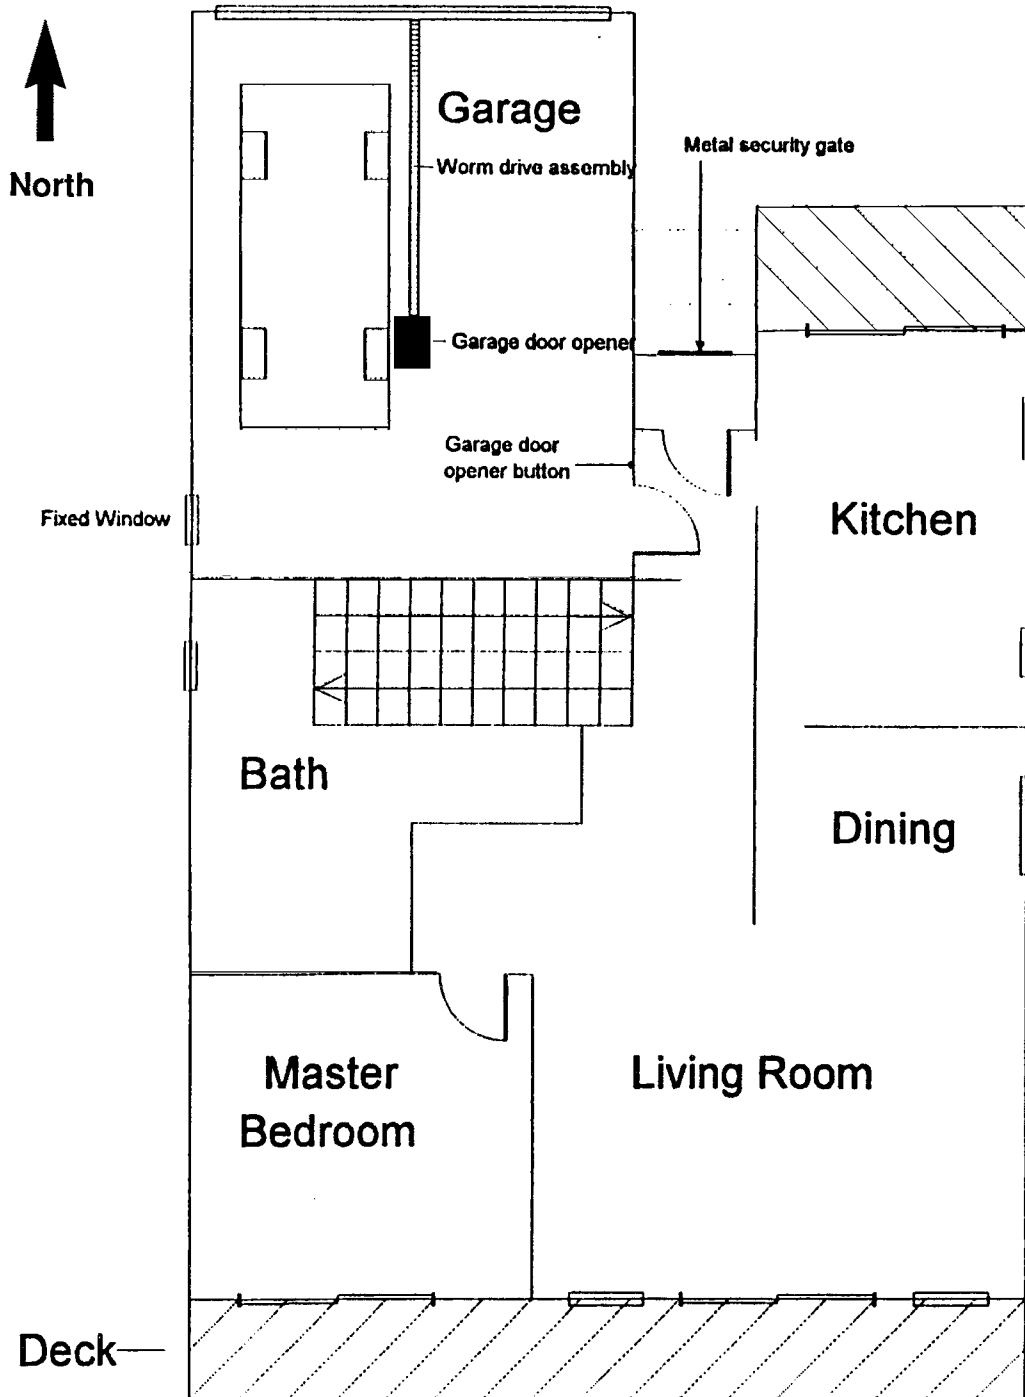 North
Garage
Worm drive assembly
Metal security gate
Garage door opener
Garage door
opener button
Fixed Window
Kitchen
Bath
Dining
Master
Bedroom
Living Room
Deck